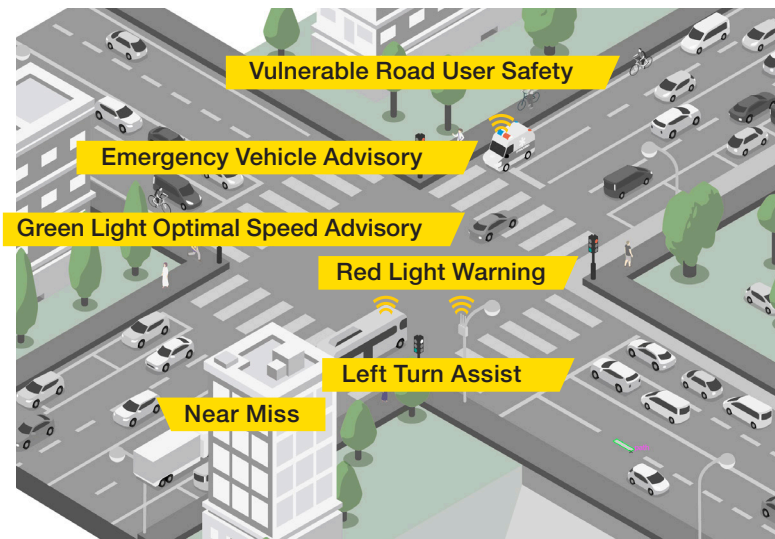 Vulnerable Road User Safety
Emergency Vehicle Advisory
Green Light Optimal Speed Advisory
Red Light Warning
Left Turn Assist
Near Miss